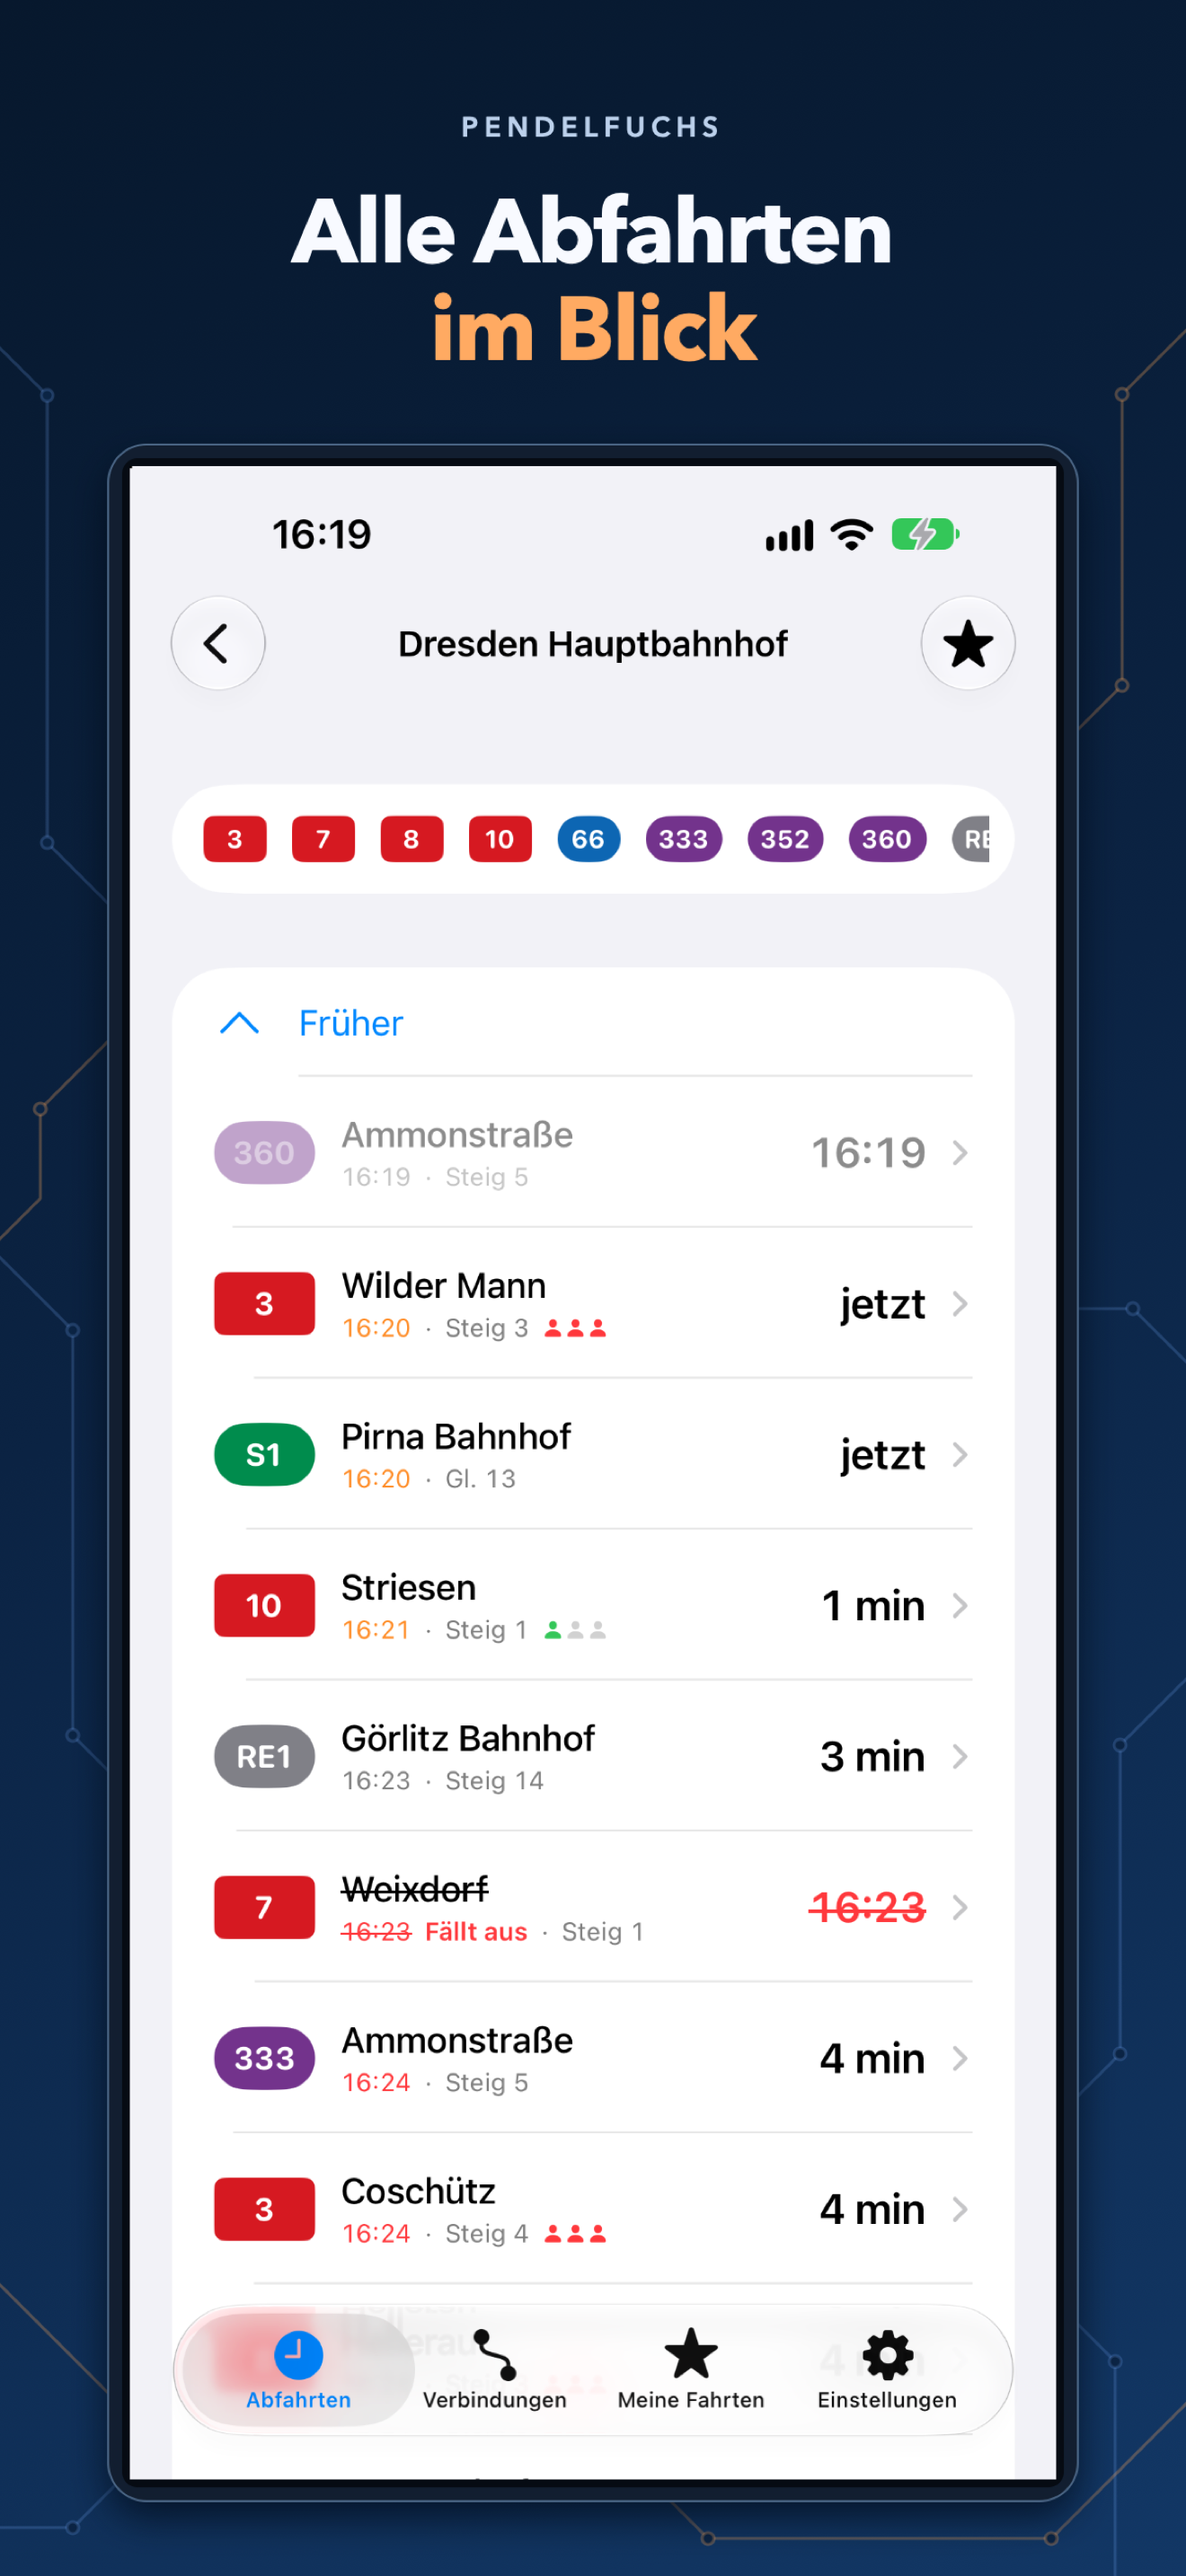 PENDELFUCHS
Alle Abfahrten
im Blick
16:19
Dresden Hauptbahnhof
3 7 8 10 66 333 352 360 RE
Früher
360 Ammonstraße 16:19
16:19 · Steig 5
3 Wilder Mann jetzt
16:20 · Steig 3
S1 Pirna Bahnhof jetzt
16:20 · Gl. 13
10 Striesen 1 min
16:21 · Steig 1
RE1 Görlitz Bahnhof 3 min
16:23 · Steig 14
7 Weixdorf 16:23
16:23 Fällt aus · Steig 1
333 Ammonstraße 4 min
16:24 · Steig 5
3 Coschütz 4 min
16:24 · Steig 4
Abfahrten Verbindungen Meine Fahrten Einstellungen